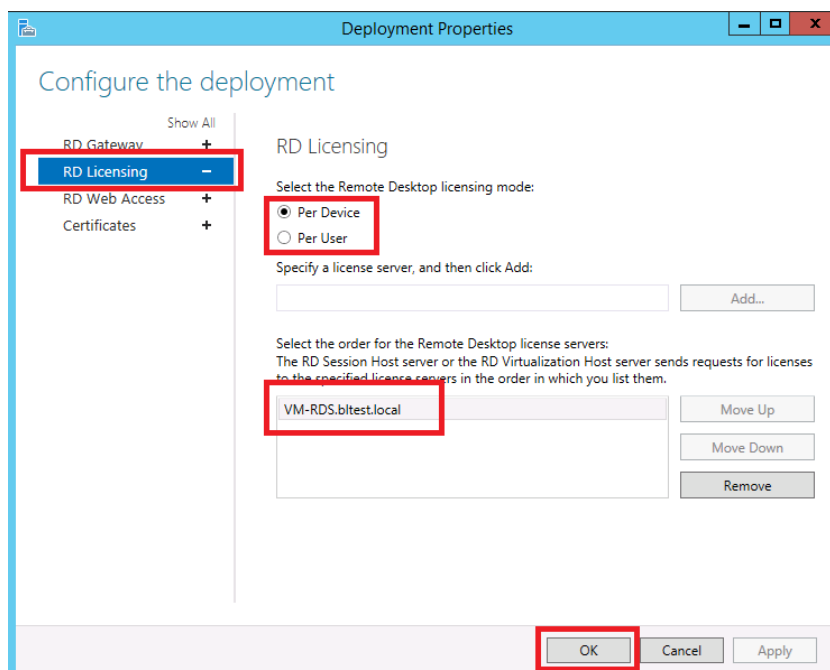 Deployment Properties
Configure the deployment
Show All
RD Gateway +
RD Licensing –
RD Web Access +
Certificates +
RD Licensing
Select the Remote Desktop licensing mode:
Per Device
Per User
Specify a license server, and then click Add:
Add...
Select the order for the Remote Desktop license servers:
The RD Session Host server or the RD Virtualization Host server sends requests for licenses
to the specified license servers in the order in which you list them.
VM-RDS.bltest.local
Move Up
Move Down
Remove
OK
Cancel
Apply